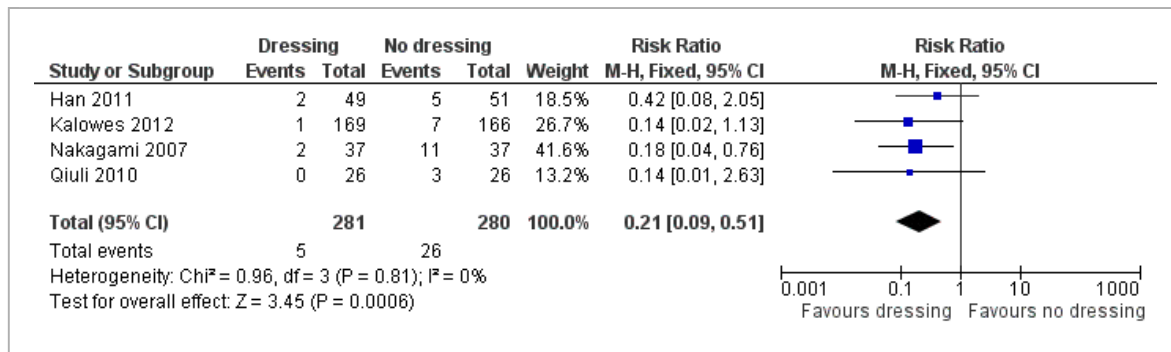 Dressing No dressing Risk Ratio Risk Ratio
Study or Subgroup Events Total Events Total Weight M-H, Fixed, 95% CI M-H, Fixed, 95% CI
Han 2011 2 49 5 51 18.5% 0.42 [0.08, 2.05]
Kalowes 2012 1 169 7 166 26.7% 0.14 [0.02, 1.13]
Nakagami 2007 2 37 11 37 41.6% 0.18 [0.04, 0.76]
Qiuli 2010 0 26 3 26 13.2% 0.14 [0.01, 2.63]
Total (95% CI) 281 280 100.0% 0.21 [0.09, 0.51]
Total events 5 26
Heterogeneity: Chi² = 0.96, df = 3 (P = 0.81); I² = 0%
Test for overall effect: Z = 3.45 (P = 0.0006)
0.001 0.1 1 10 1000
Favours dressing Favours no dressing